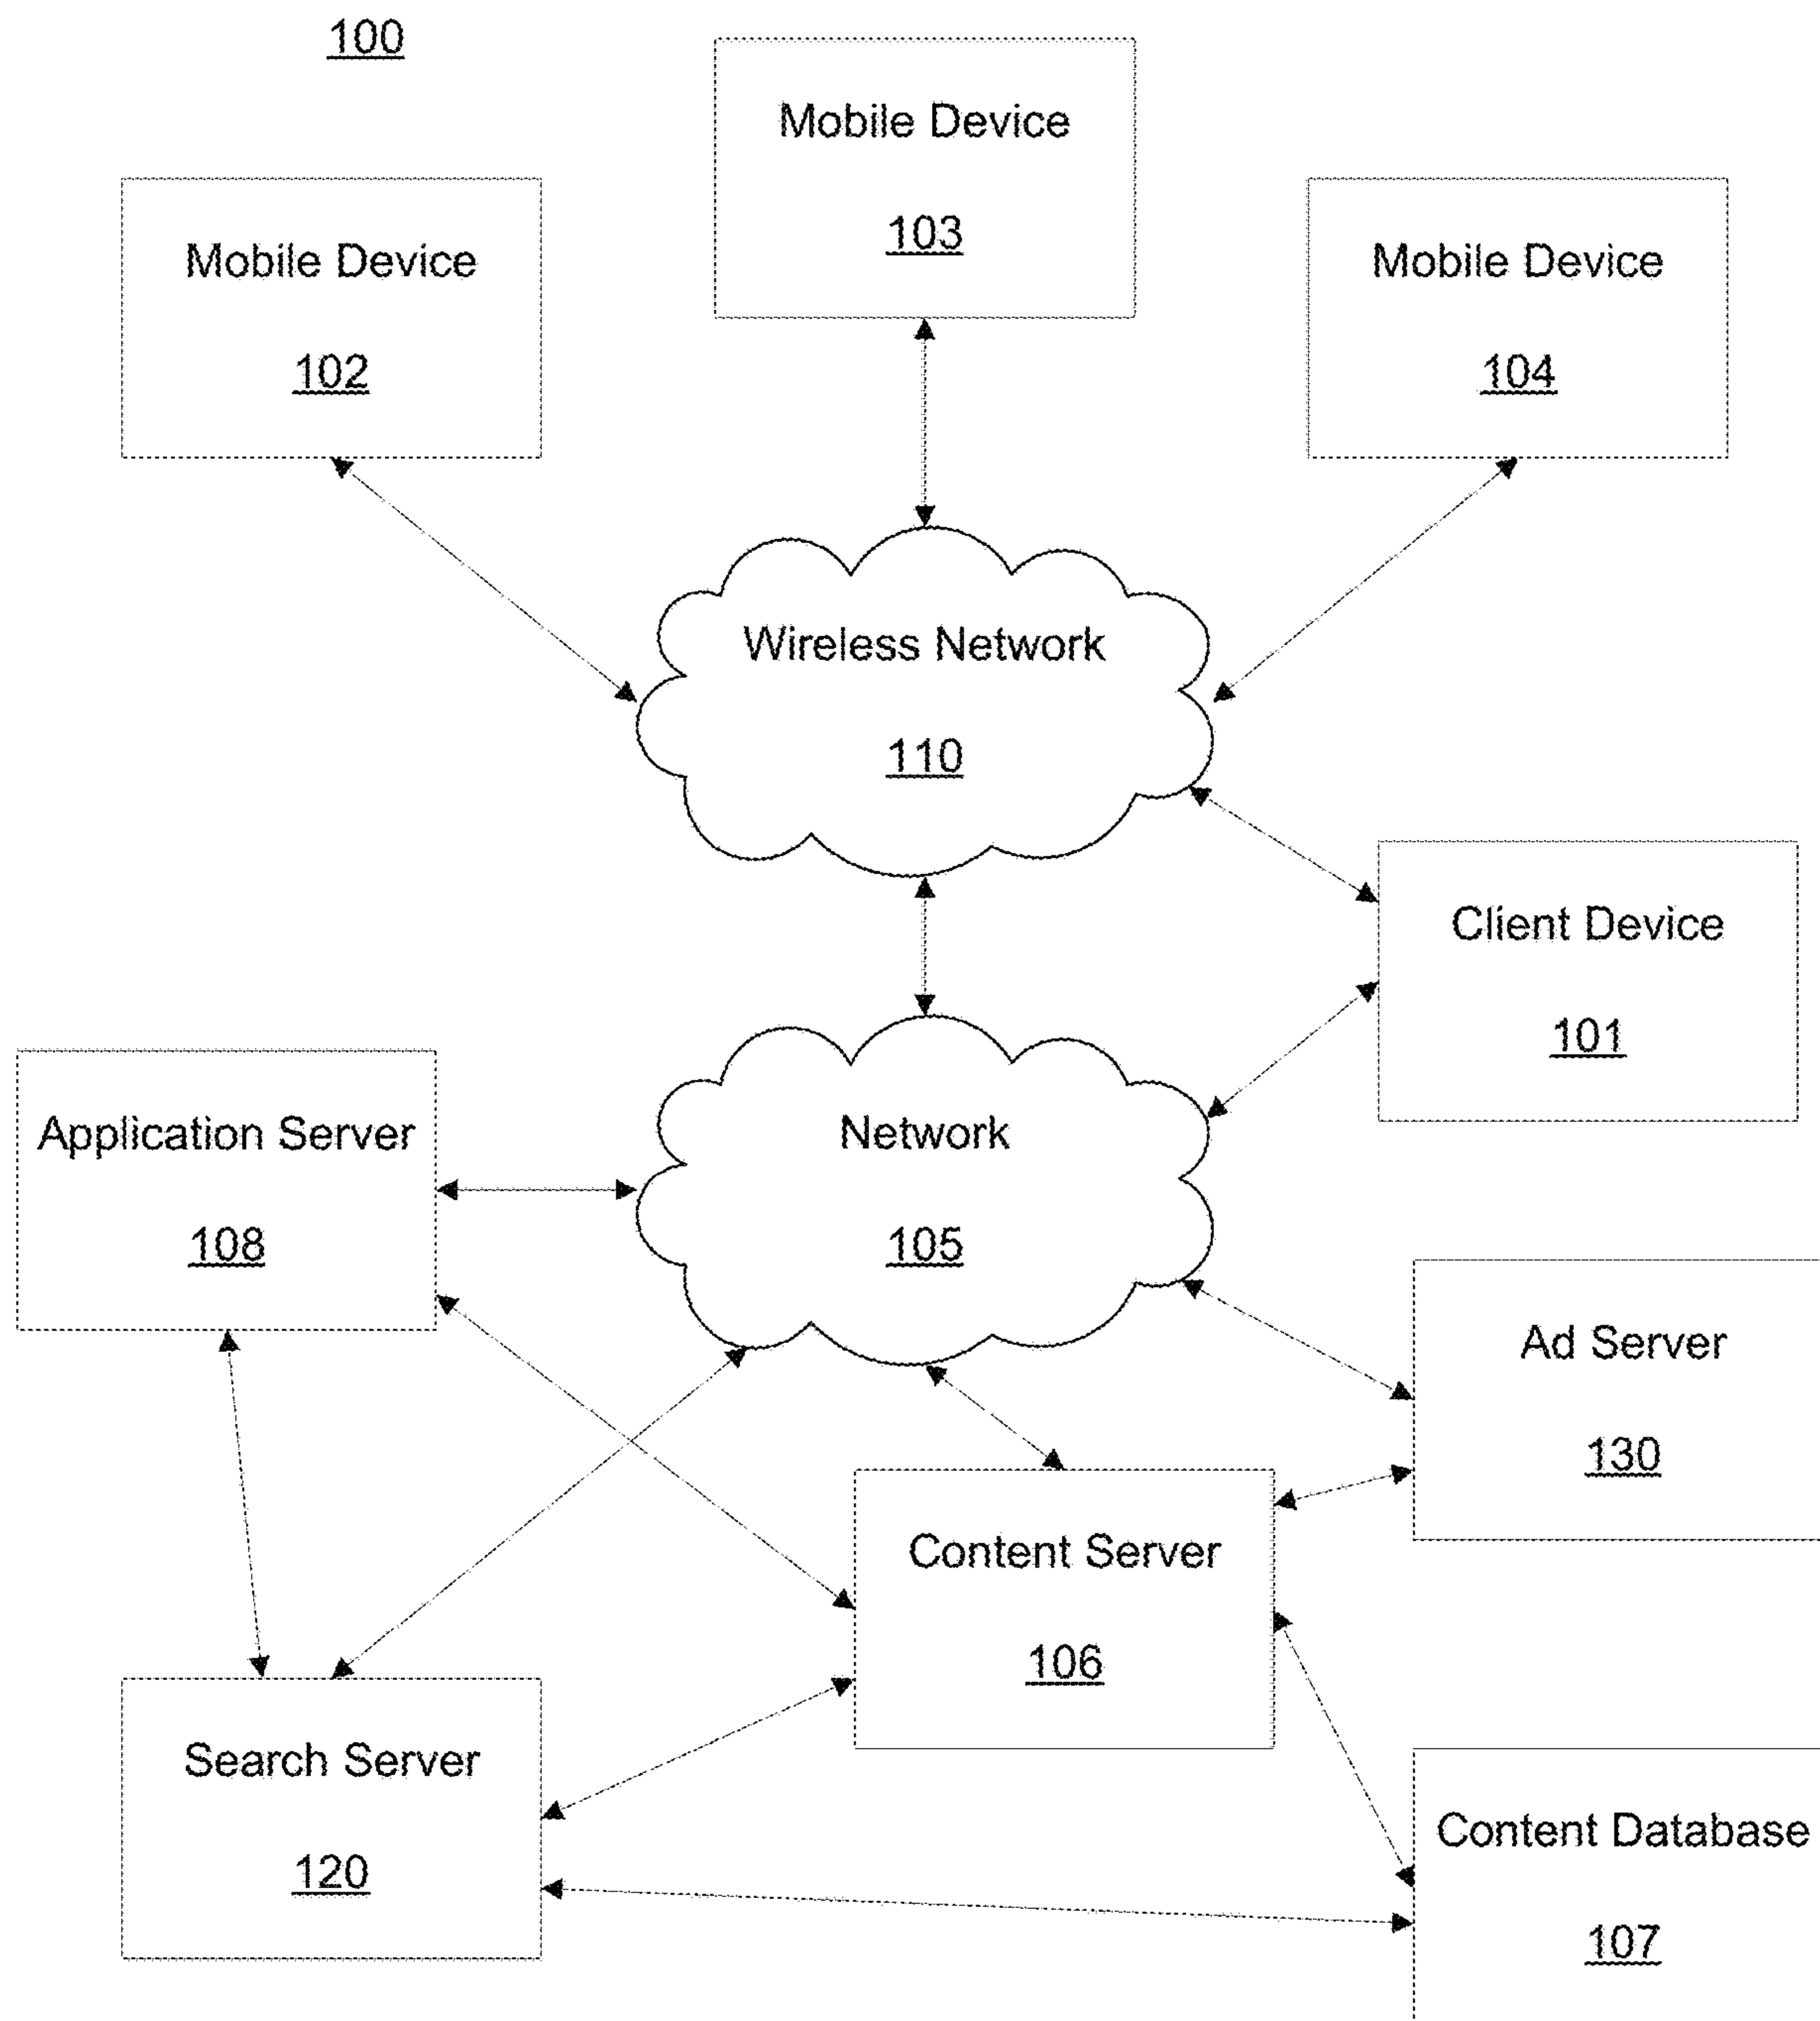 100
Mobile Device
103
Mobile Device
102
Mobile Device
104
Wireless Network
110
Client Device
101
Application Server
108
Network
105
Ad Server
130
Content Server
106
Search Server
120
Content Database
107